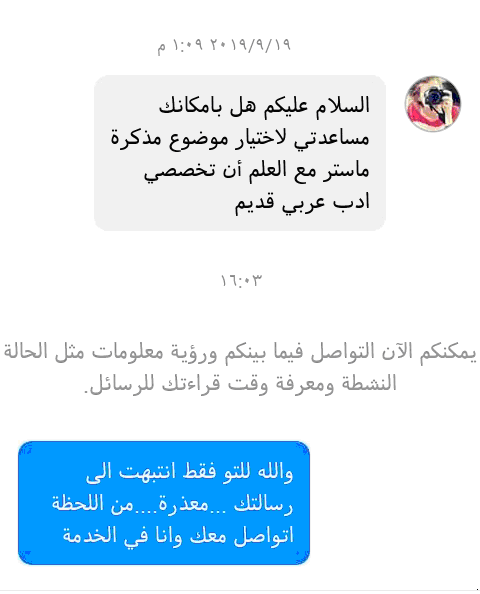 ٢٠١٩/٩/١٩ ١:٠٩ م
السلام عليكم هل بامكانك
مساعدتي لاختيار موضوع مذكرة
ماستر مع العلم أن تخصصي
ادب عربي قديم
١٦:٠٣
يمكنكم الآن التواصل فيما بينكم ورؤية معلومات مثل الحالة
النشطة ومعرفة وقت قراءتك للرسائل.
والله للتو فقط انتبهت الى
رسالتك ...معذرة....من اللحظة
اتواصل معك وانا في الخدمة